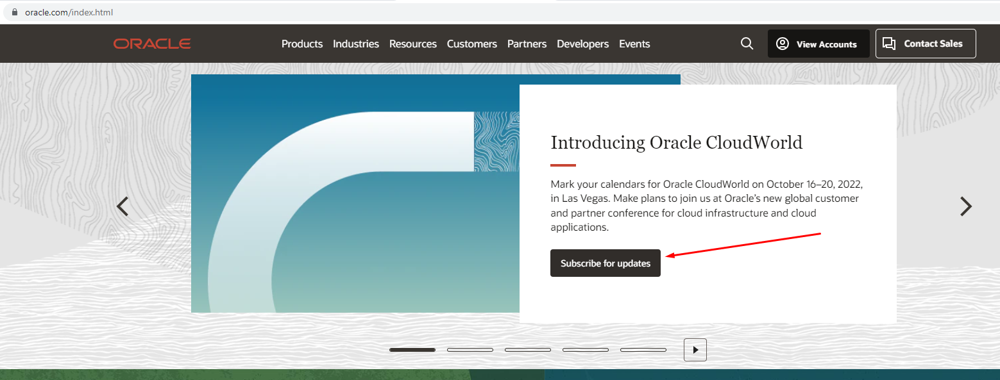 oracle.com/index.html
ORACLE
Products Industries Resources Customers Partners Developers Events
View Accounts
Contact Sales
Introducing Oracle CloudWorld
Mark your calendars for Oracle CloudWorld on October 16–20, 2022,
in Las Vegas. Make plans to join us at Oracle’s new global customer
and partner conference for cloud infrastructure and cloud
applications.
Subscribe for updates